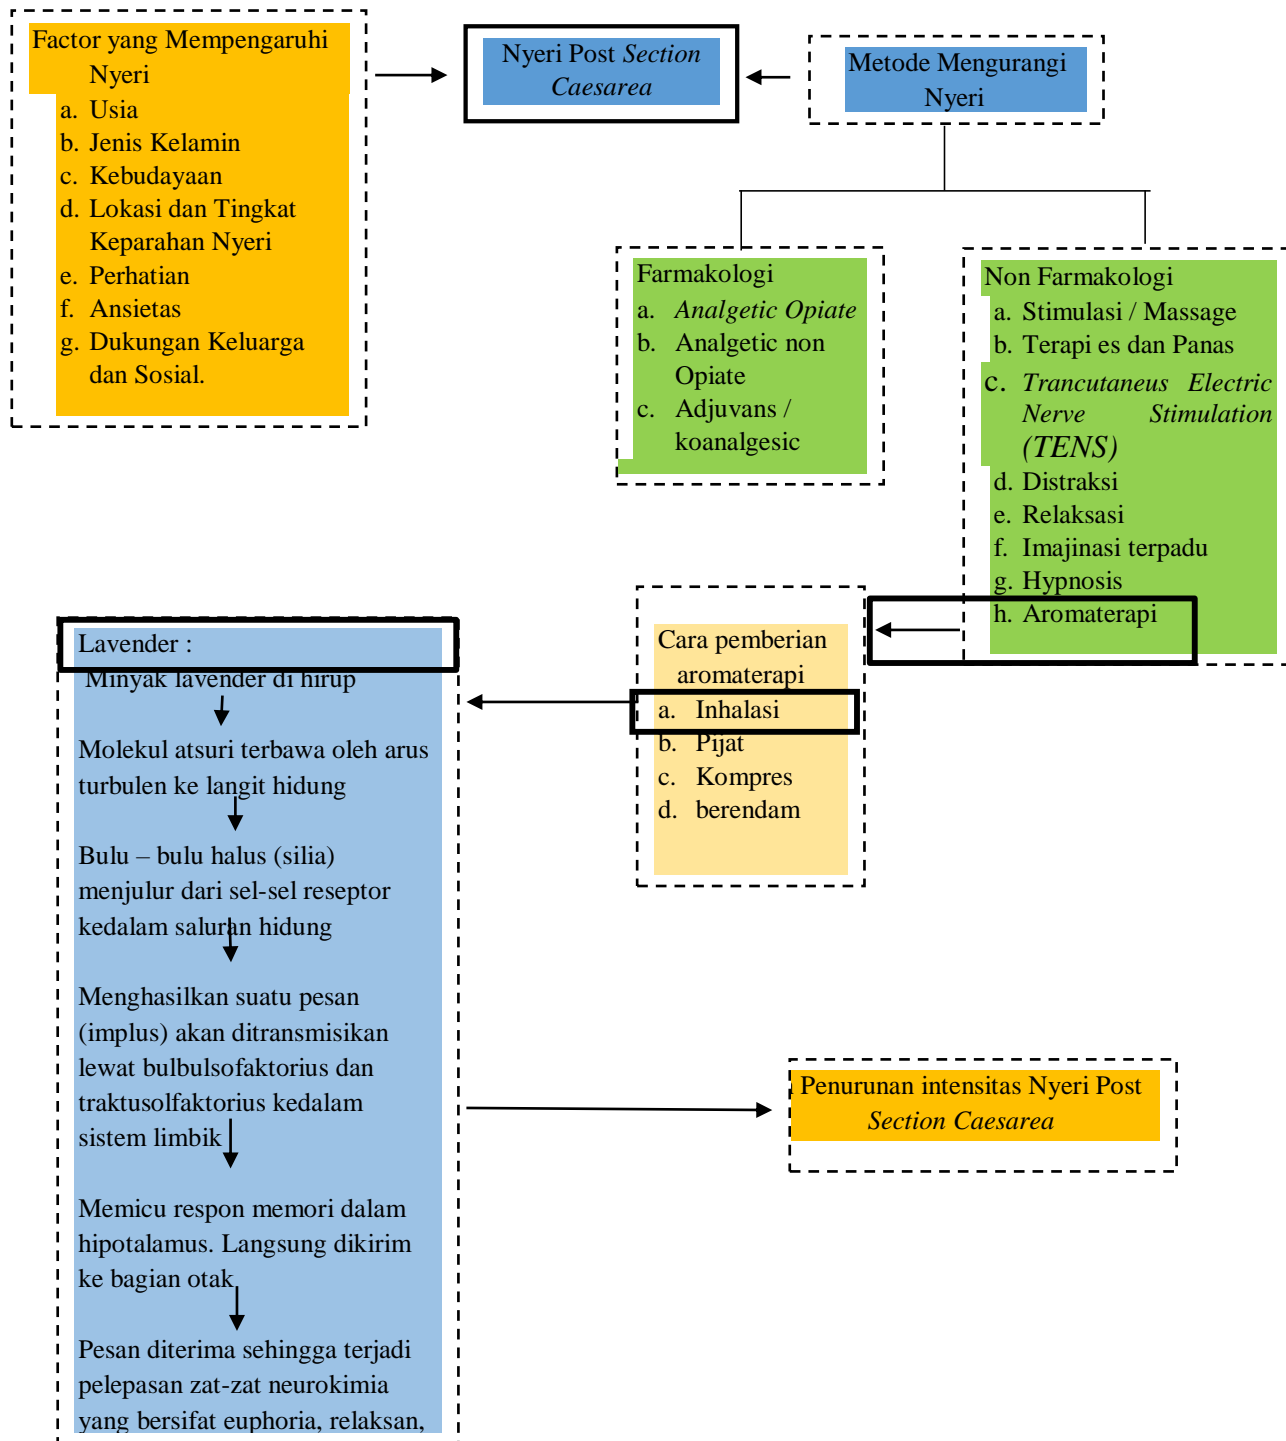 Factor yang Mempengaruhi
Nyeri
a. Usia
b. Jenis Kelamin
c. Kebudayaan
d. Lokasi dan Tingkat
Keparahan Nyeri
e. Perhatian
f. Ansietas
g. Dukungan Keluarga
dan Sosial.
Nyeri Post Section
Caesarea
Metode Mengurangi
Nyeri
Farmakologi
a. Analgetic Opiate
b. Analgetic non
Opiate
c. Adjuvans /
koanalgesic
Non Farmakologi
a. Stimulasi / Massage
b. Terapi es dan Panas
c. Trancutaneus Electric
Nerve Stimulation
(TENS)
d. Distraksi
e. Relaksasi
f. Imajinasi terpadu
g. Hypnosis
h. Aromaterapi
Cara pemberian
aromaterapi
a. Inhalasi
b. Pijat
c. Kompres
d. berendam
Lavender :
Minyak lavender di hirup
Molekul atsuri terbawa oleh arus
turbulen ke langit hidung
Bulu – bulu halus (silia)
menjulur dari sel-sel reseptor
kedalam saluran hidung
Menghasilkan suatu pesan
(implus) akan ditransmisikan
lewat bulbulsofaktorius dan
traktusolfaktorius kedalam
sistem limbik
Memicu respon memori dalam
hipotalamus. Langsung dikirim
ke bagian otak
Pesan diterima sehingga terjadi
pelepasan zat-zat neurokimia
yang bersifat euphoria, relaksan,
Penurunan intensitas Nyeri Post
Section Caesarea